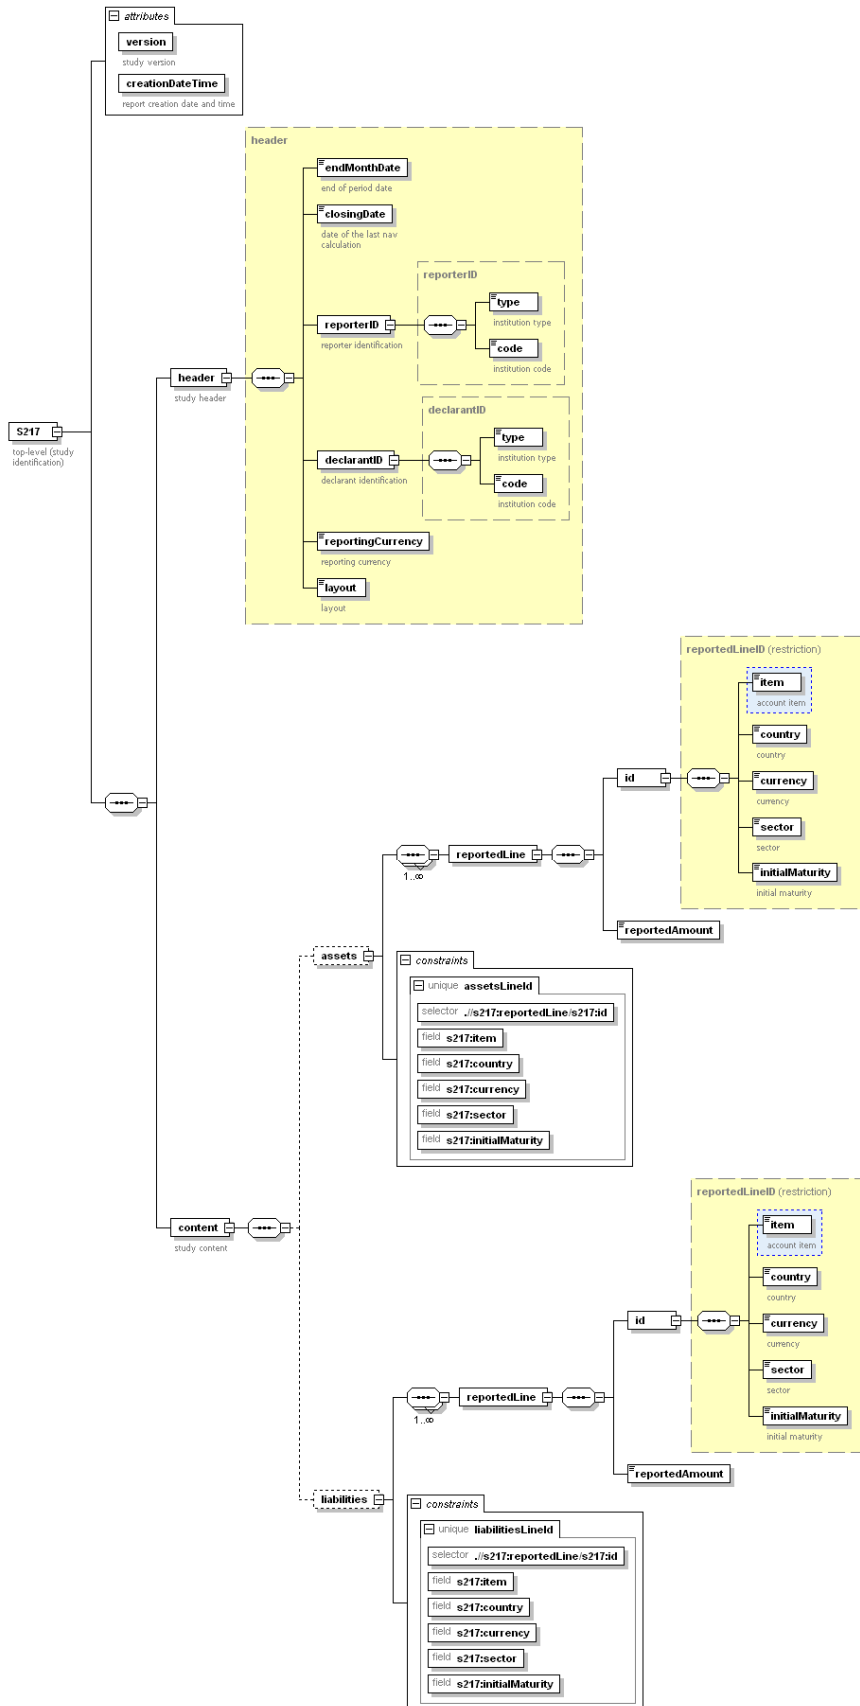 attributes
version
study version
creationDateTime
report creation date and time
header
endMonthDate
end of period date
closingDate
date of the last nav
calculation
reporterID
type
institution type
reporterID
reporter identification
code
institution code
header
study header
declarantID
type
institution type
S217
top-level (study
identification)
declarantID
declarant identification
code
institution code
reportingCurrency
reporting currency
layout
layout
reportedLineID (restriction)
item
account item
country
country
id
currency
currency
sector
sector
reportedLine
1..∞
initialMaturity
initial maturity
reportedAmount
assets
constraints
unique assetsLineId
selector .//s217:reportedLine/s217:id
field s217:item
field s217:country
field s217:currency
field s217:sector
field s217:initialMaturity
reportedLineID (restriction)
content
study content
item
account item
country
country
id
currency
currency
sector
sector
reportedLine
1..∞
initialMaturity
initial maturity
reportedAmount
liabilities
constraints
unique liabilitiesLineId
selector .//s217:reportedLine/s217:id
field s217:item
field s217:country
field s217:currency
field s217:sector
field s217:initialMaturity